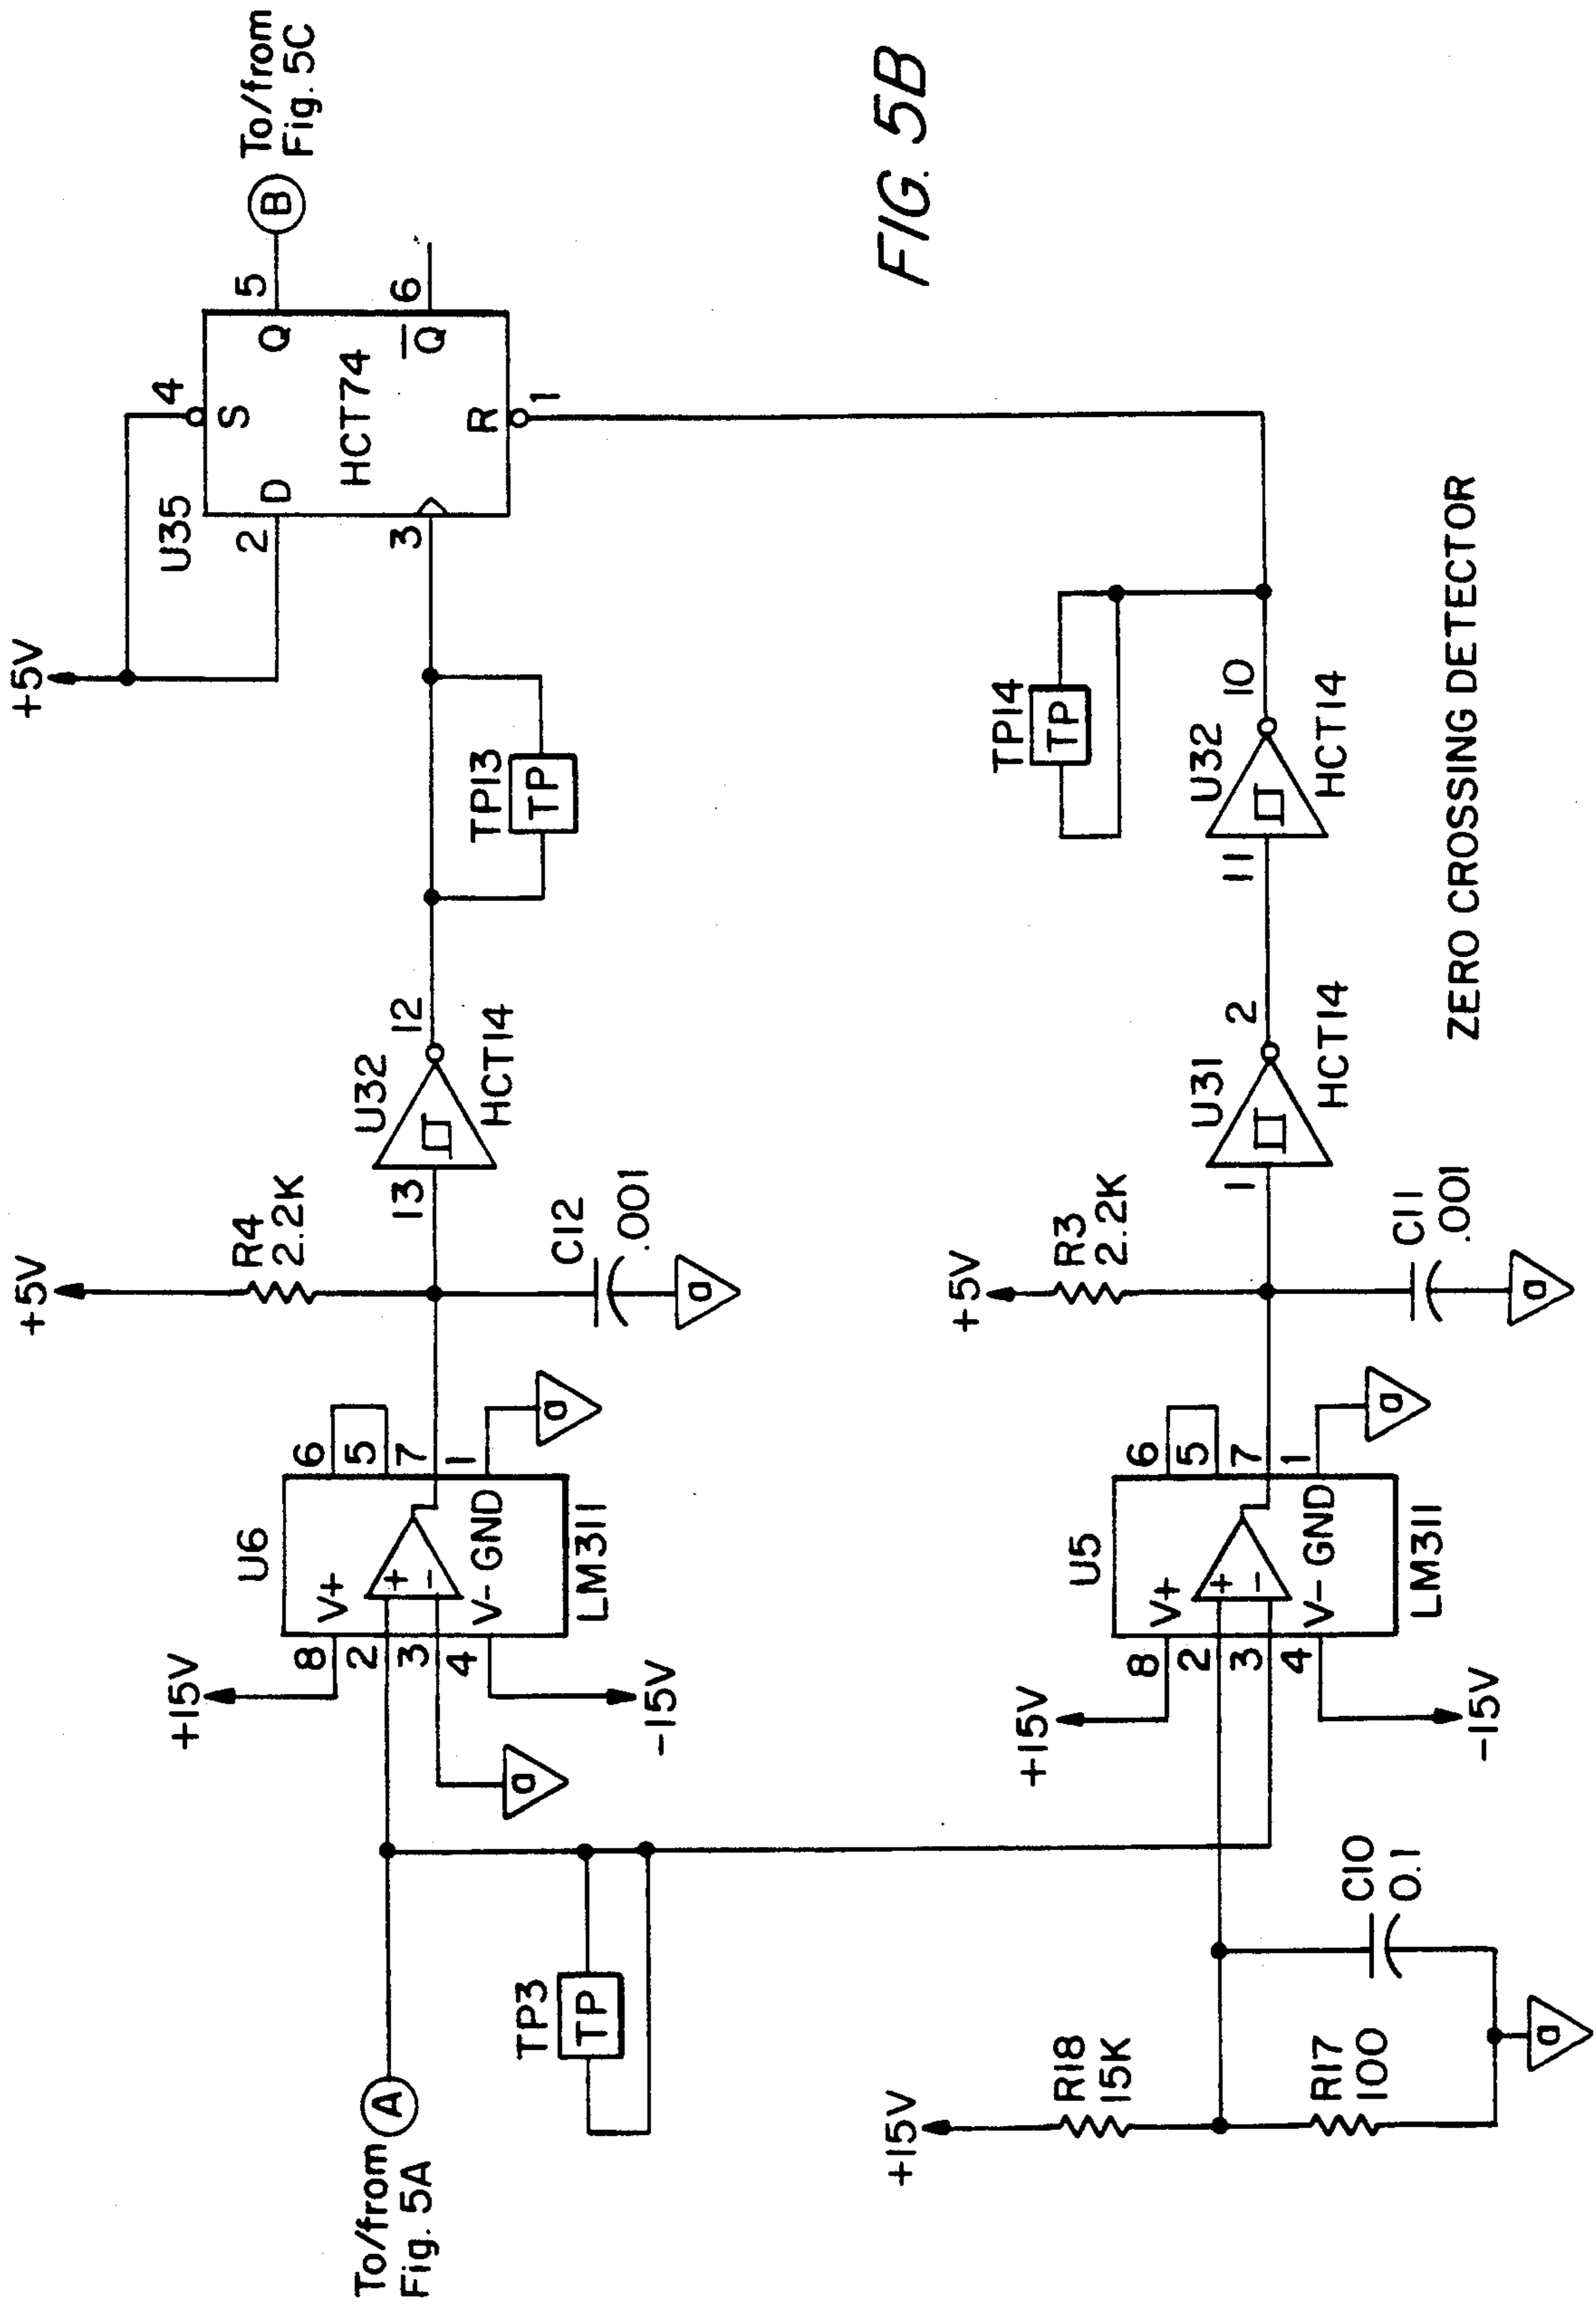 To/from
Fig. 5A
A
TP3
TP
+15V
8
2
3
4
V+
+
-
V-
GND
U6
LM311
6
5
7
1
-15V
a
a
+5V
R4
2.2K
C12
.001
a
13
U32
12
HCT14
TP13
TP
+5V
U35
2
D
3
4
S
HCT74
Q
5
Q
6
R
1
B
To/from
Fig. 5C
+15V
R18
15K
R17
100
C10
0.1
a
+15V
8
2
3
4
V+
+
-
V-
GND
U5
LM311
6
5
7
1
-15V
a
+5V
R3
2.2K
C11
.001
a
1
U31
2
HCT14
11
U32
10
HCT14
TP14
TP
ZERO CROSSING DETECTOR
FIG. 5B